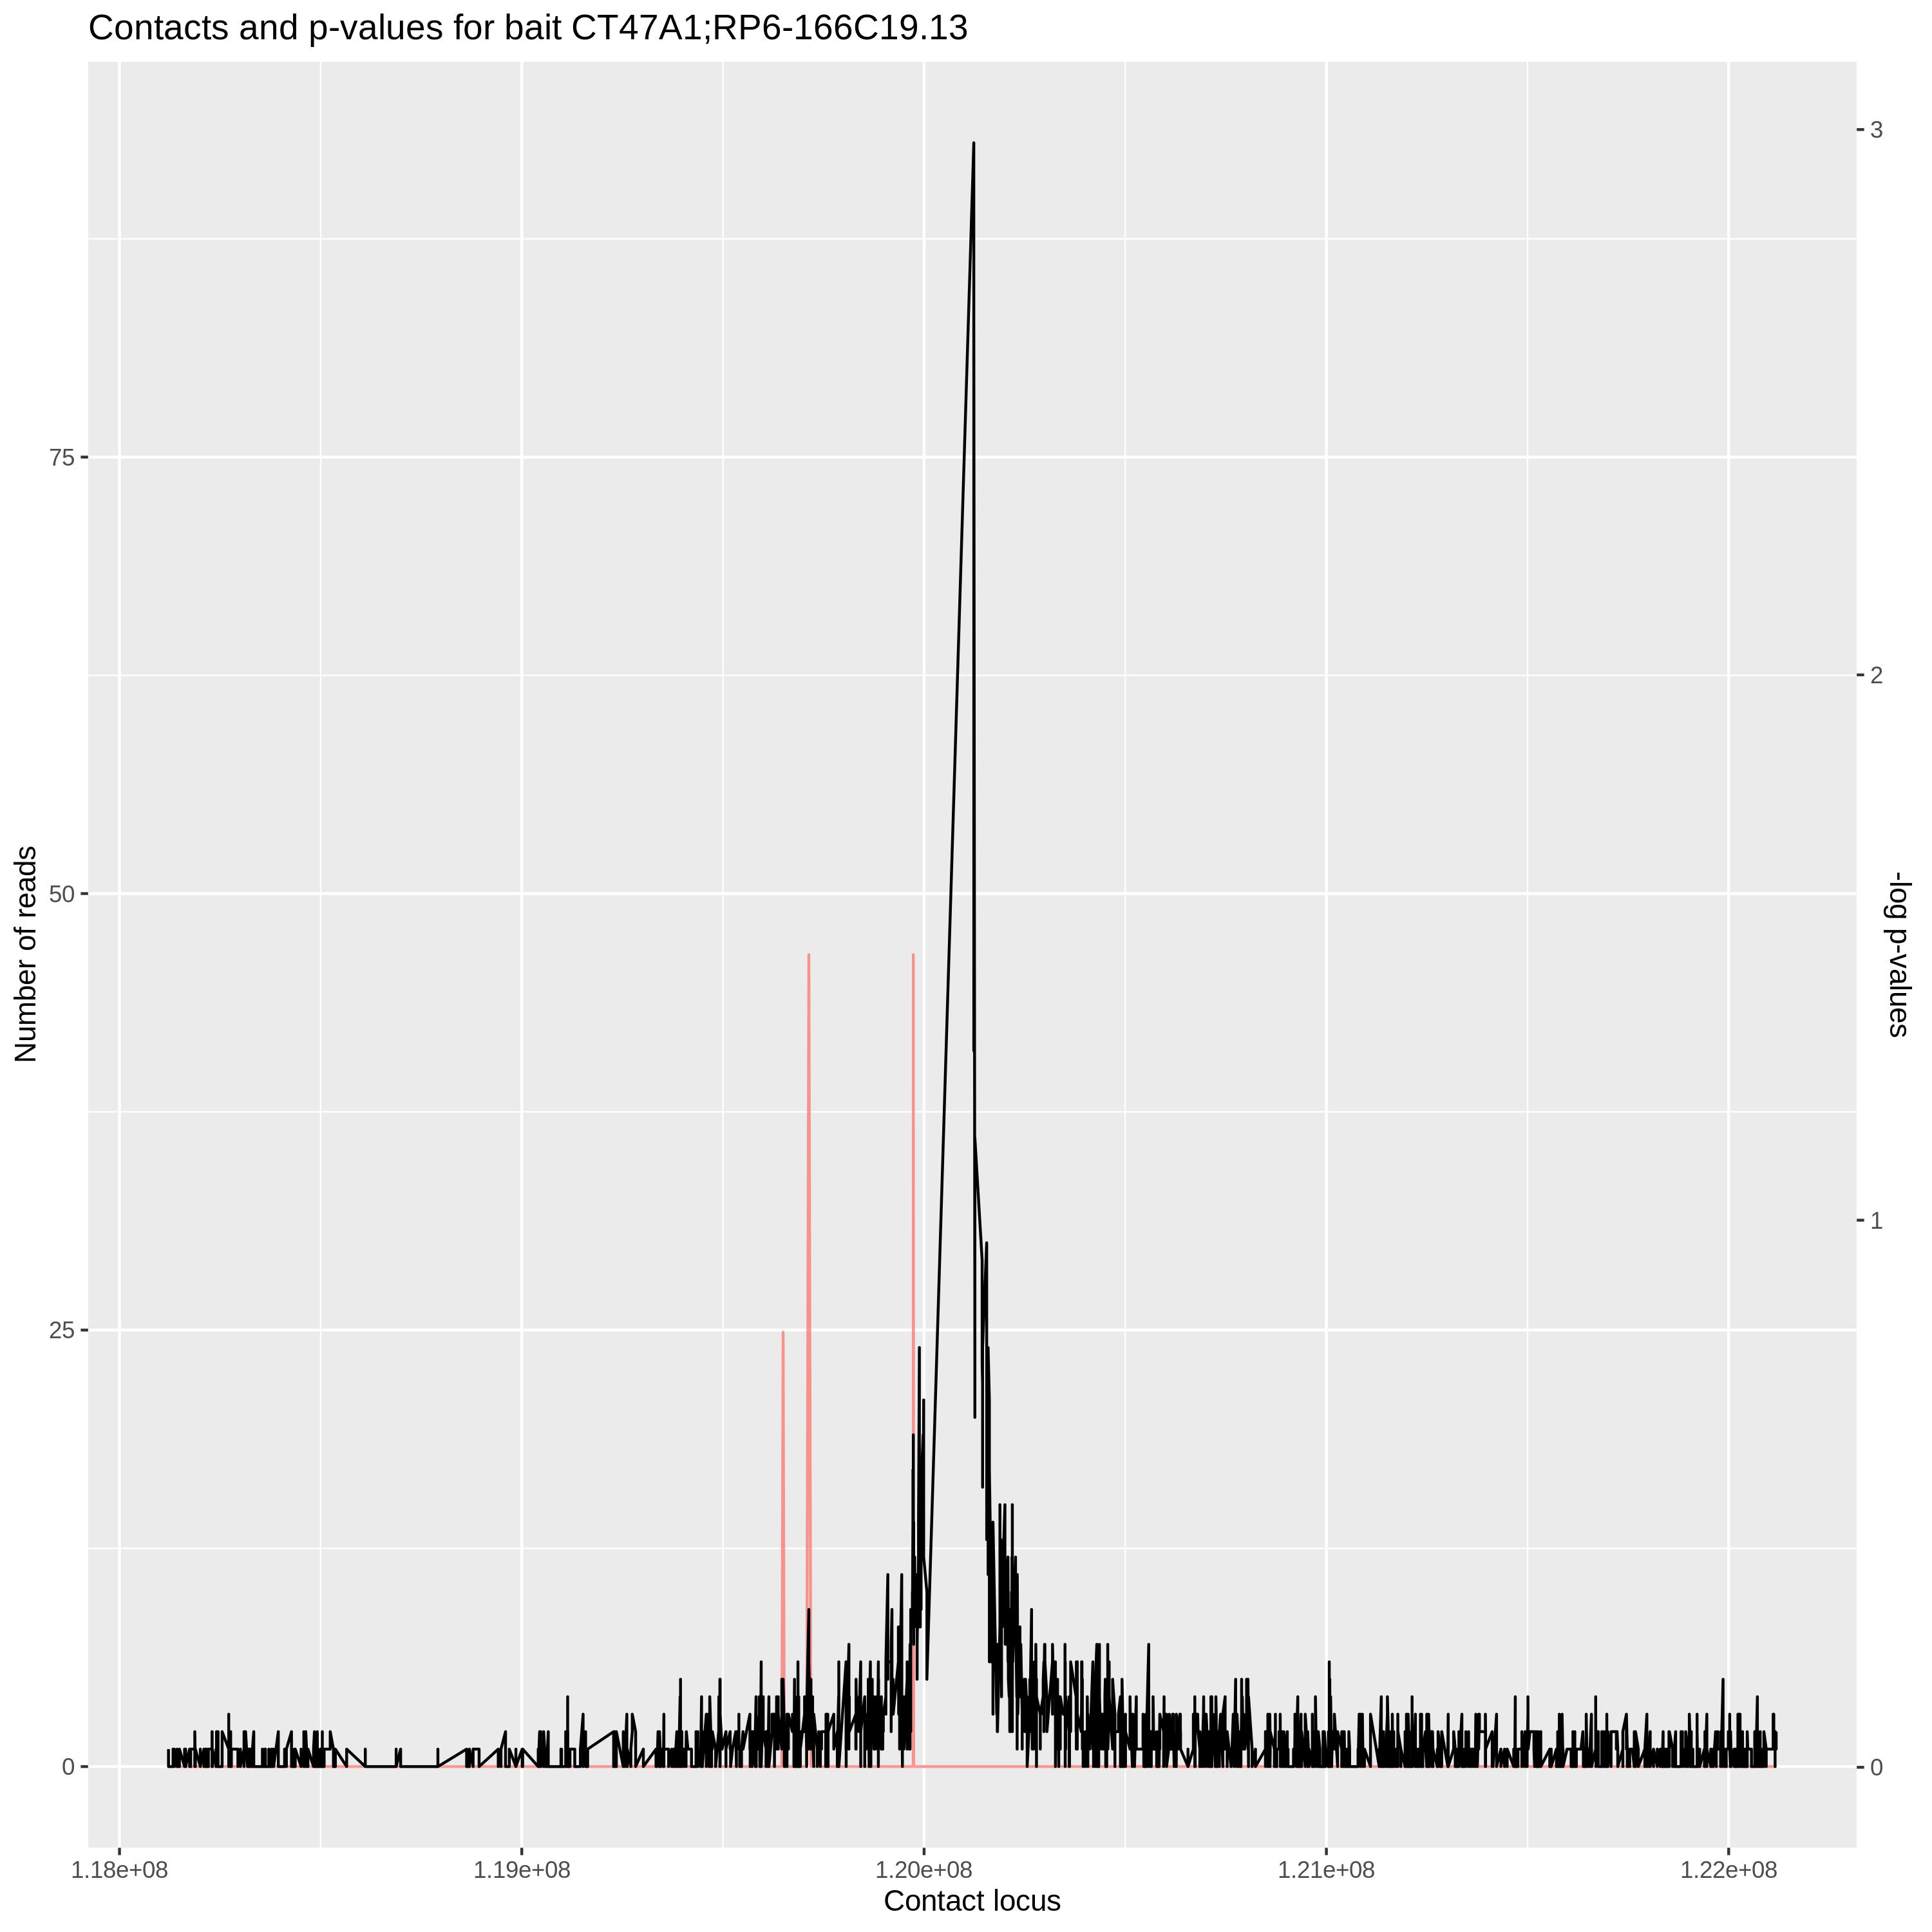 Contacts and p-values for bait CT47A1;RP6-166C19.13
3
75
2
50
Number of reads
-log p-values
1
25
0
0
1.18e+08 1.19e+08 1.20e+08 1.21e+08 1.22e+08
Contact locus